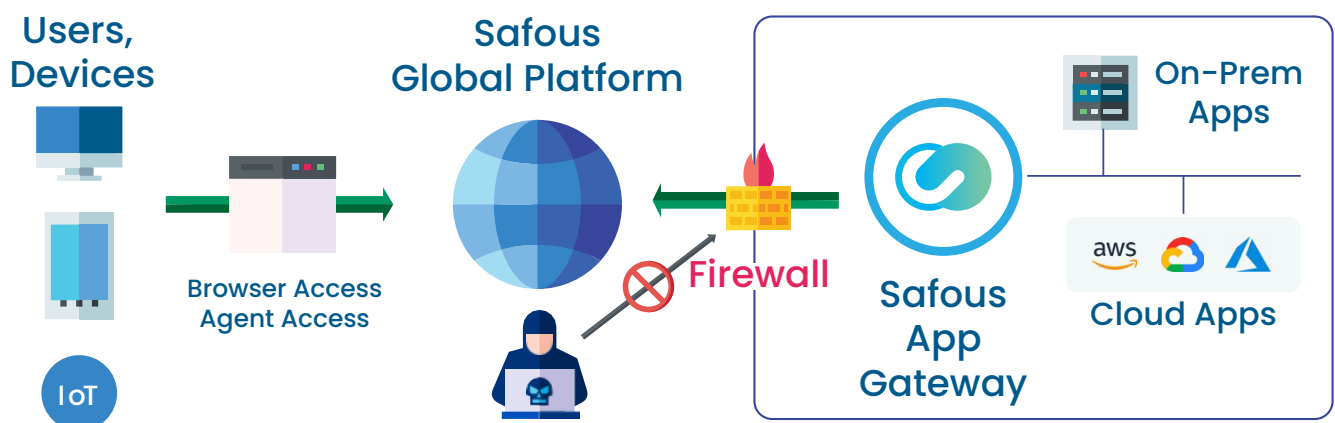 Users,
Devices
IoT
Browser Access
Agent Access
Safous
Global Platform
Firewall
Safous
App
Gateway
On-Prem
Apps
aws
Cloud Apps